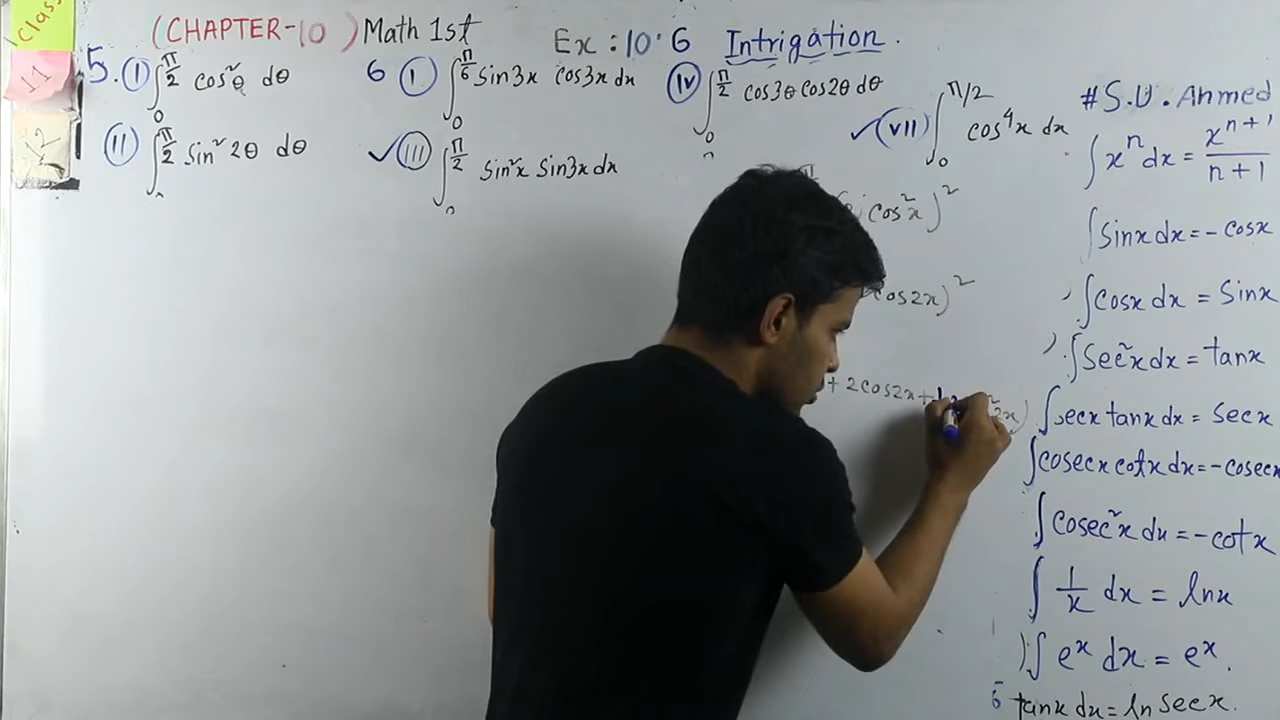 Class
11
12
(CHAPTER-10) Math 1st Ex: 10.6 Intrigation.
5. (I) ∫₀^(π/2) cos²θ dθ
(II) ∫^(π/2) sin²2θ dθ
6 (I) ∫₀^(π/6) sin3x cos3x dx
✓(III) ∫₀^(π/2) sin²x sin3x dx
(IV) ∫₀^(π/2) cos3θ cos2θ dθ
✓(VII) ∫₀^(π/2) cos⁴x dx
cos²x)²
cos2x)²
+ 2cos2x +
#S.U.Ahmed
∫xⁿdx = xⁿ⁺¹/n+1
∫sinx dx = -cosx
∫cosx dx = sinx
∫sec²x dx = tanx
∫secx tanx dx = secx
∫cosecx cotx dx = -cosecx
∫cosec²x dx = -cotx
∫1/x dx = lnx
∫eˣ dx = eˣ.
tanx dx = ln secx.